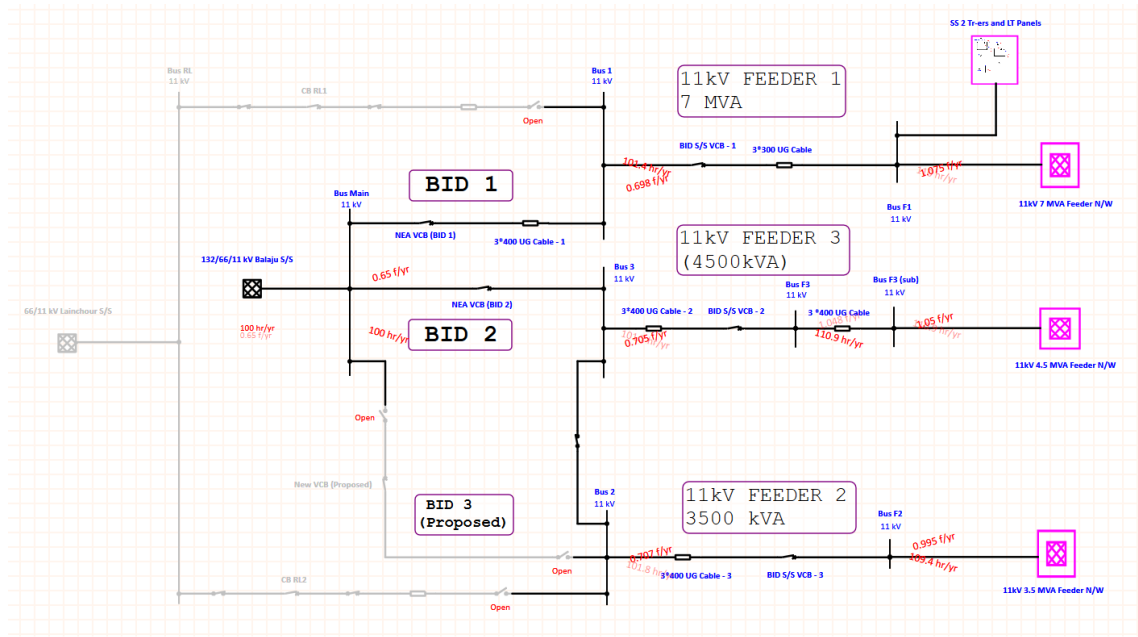 SS 2 Tr-ers and LT Panels
Bus RL
11 kV
Bus 1
11 kV
11kV FEEDER 1
7 MVA
CB RL1
Open
BID S/S VCB - 1
3*300 UG Cable
101.4 hr/yr
0.698 f/yr
1.075 f/yr
BID 1
Bus Main
11 kV
11kV 7 MVA Feeder N/W
Bus F1
11 kV
NEA VCB (BID 1)
3*400 UG Cable - 1
11kV FEEDER 3
(4500kVA)
132/66/11 kV Balaju S/S
0.65 f/yr
Bus 3
11 kV
Bus F3
11 kV
Bus F3 (sub)
11 kV
NEA VCB (BID 2)
66/11 kV Lainchour S/S
3*400 UG Cable - 2
BID S/S VCB - 2
3 *400 UG Cable
1.048 f/yr
1.05 f/yr
100 hr/yr
0.65 f/yr
100 hr/yr
BID 2
0.705 f/yr
110.9 hr/yr
11kV 4.5 MVA Feeder N/W
Open
New VCB (Proposed)
BID 3
(Proposed)
Bus 2
11 kV
11kV FEEDER 2
3500 kVA
Bus F2
11 kV
0.995 f/yr
0.707 f/yr
101.8 hr/yr
109.4 hr/yr
Open
3*400 UG Cable - 3
BID S/S VCB - 3
CB RL2
11kV 3.5 MVA Feeder N/W
Open